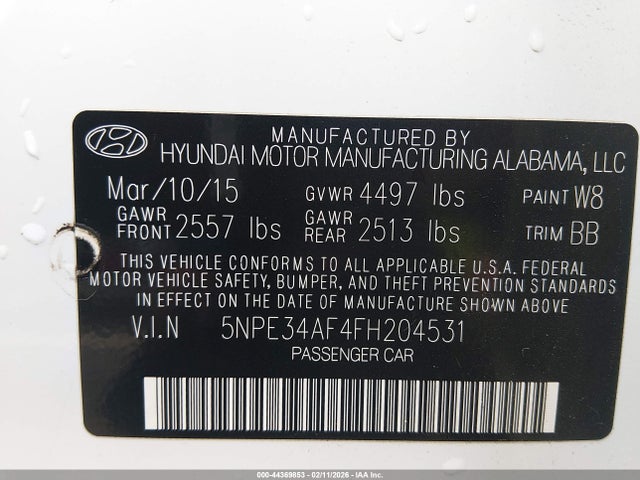 MANUFACTURED BY
HYUNDAI MOTOR MANUFACTURING ALABAMA, LLC
Mar/10/15 GVWR 4497 lbs PAINT W8
GAWR FRONT 2557 lbs GAWR REAR 2513 lbs TRIM BB
THIS VEHICLE CONFORMS TO ALL APPLICABLE U.S.A. FEDERAL
MOTOR VEHICLE SAFETY, BUMPER, AND THEFT PREVENTION STANDARDS
IN EFFECT ON THE DATE OF MANUFACTURE SHOWN ABOVE
V.I.N 5NPE34AF4FH204531
PASSENGER CAR
000-44369853 - 02/11/2026 - IAA Inc.